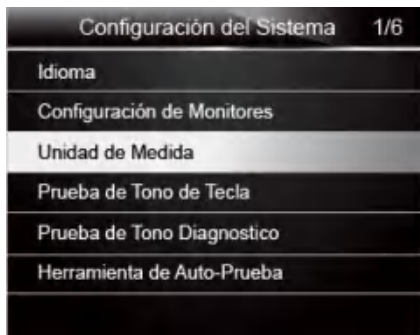 Configuración del Sistema 1/6
Idioma
Configuración de Monitores
Unidad de Medida
Prueba de Tono de Tecla
Prueba de Tono Diagnostico
Herramienta de Auto-Prueba